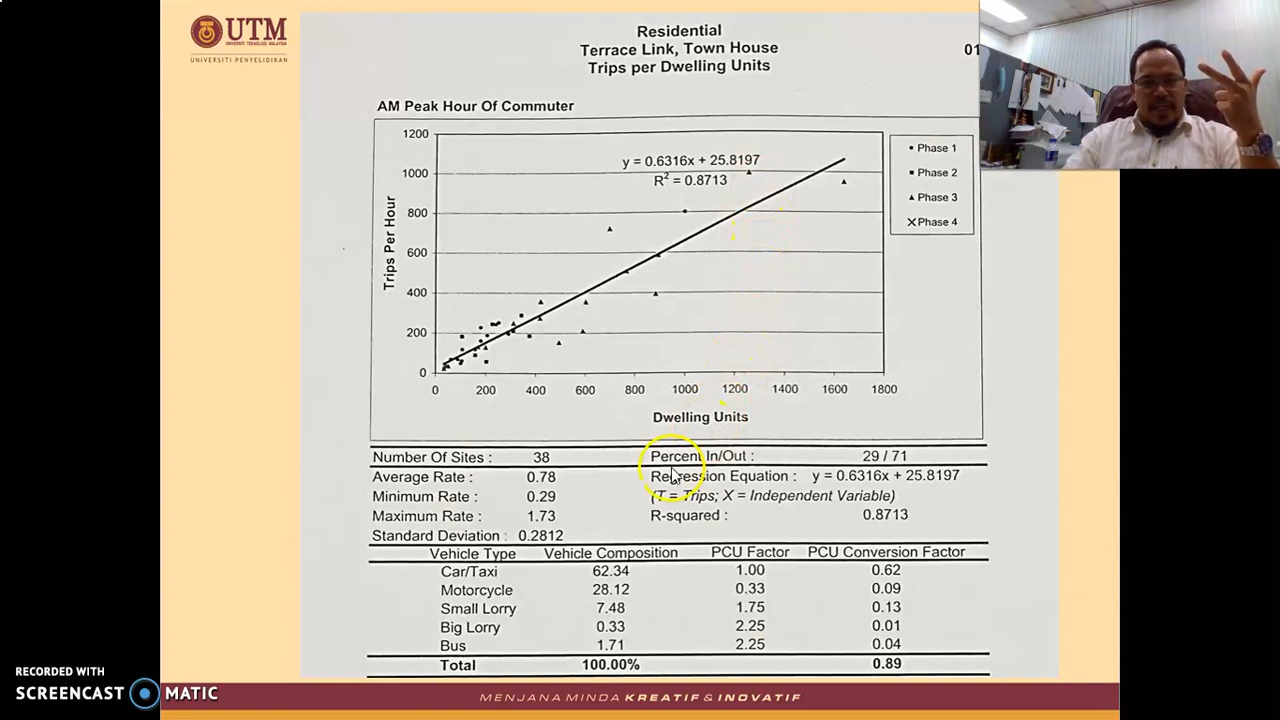 UTM
UNIVERSITI TEKNOLOGI MALAYSIA
UNIVERSITI PENYELIDIKAN
Residential
Terrace Link, Town House
Trips per Dwelling Units
01
AM Peak Hour Of Commuter
1200
1000
800
600
400
200
0
Trips Per Hour
y = 0.6316x + 25.8197
R² = 0.8713
Phase 1
Phase 2
Phase 3
Phase 4
0 200 400 600 800 1000 1200 1400 1600 1800
Dwelling Units
Number Of Sites : 38 Percent In/Out : 29 / 71
Average Rate : 0.78 Regression Equation : y = 0.6316x + 25.8197
Minimum Rate : 0.29 (T = Trips; X = Independent Variable)
Maximum Rate : 1.73 R-squared : 0.8713
Standard Deviation : 0.2812
Vehicle Type Vehicle Composition PCU Factor PCU Conversion Factor
Car/Taxi 62.34 1.00 0.62
Motorcycle 28.12 0.33 0.09
Small Lorry 7.48 1.75 0.13
Big Lorry 0.33 2.25 0.01
Bus 1.71 2.25 0.04
Total 100.00% 0.89
RECORDED WITH
SCREENCAST MATIC
MENJANA MINDA KREATIF & INOVATIF